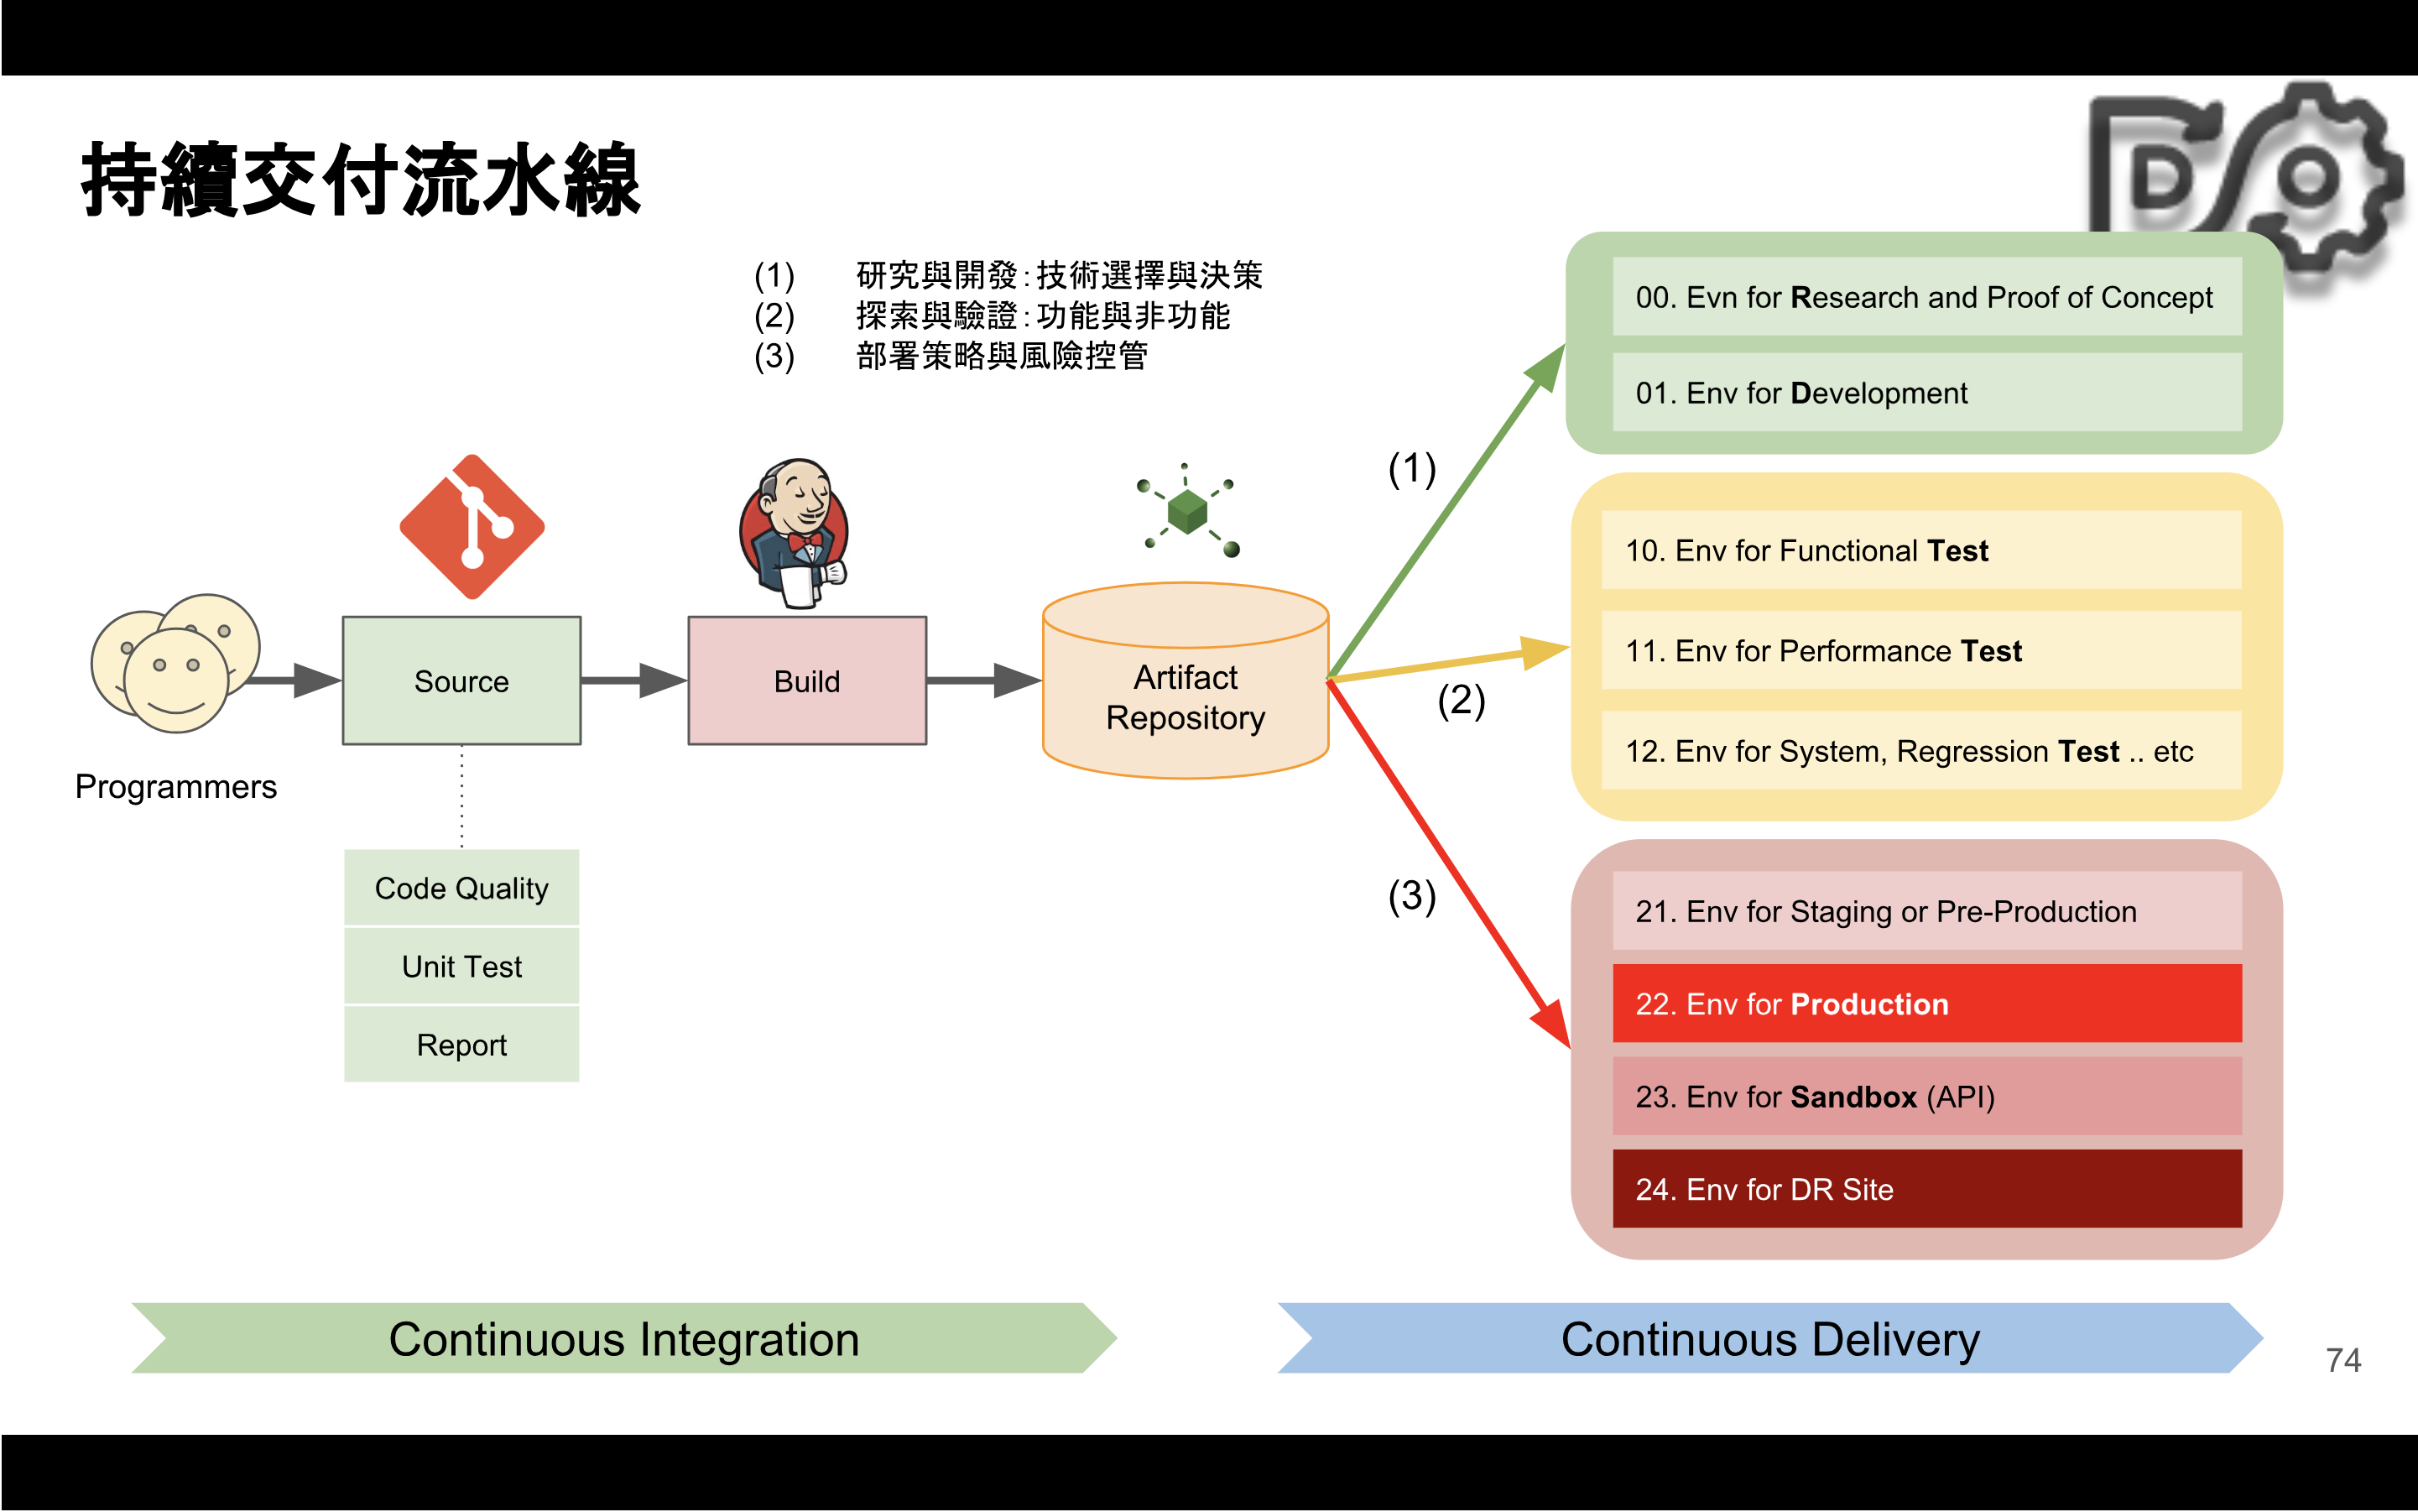 持續交付流水線
(1) 研究與開發：技術選擇與決策
(2) 探索與驗證：功能與非功能
(3) 部署策略與風險控管
D O
Programmers
Source
Code Quality
Unit Test
Report
Build
Artifact
Repository
(1)
(2)
(3)
00. Evn for Research and Proof of Concept
01. Env for Development
10. Env for Functional Test
11. Env for Performance Test
12. Env for System, Regression Test .. etc
21. Env for Staging or Pre-Production
22. Env for Production
23. Env for Sandbox (API)
24. Env for DR Site
Continuous Integration
Continuous Delivery
74